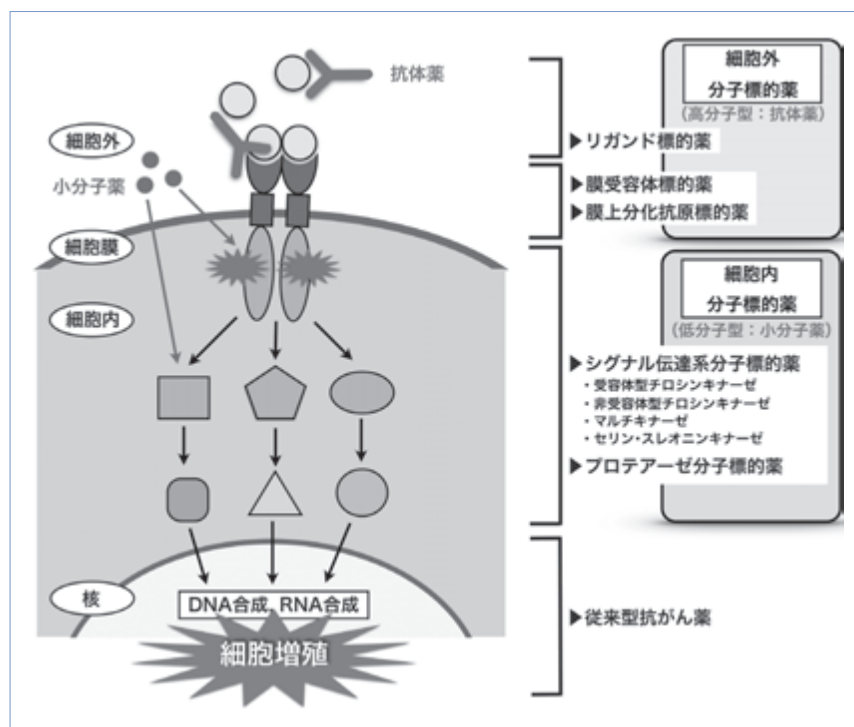 抗体薬
細胞外
小分子薬
細胞膜
細胞内
核
DNA合成、RNA合成
細胞増殖
細胞外
分子標的薬
(高分子型:抗体薬)
▶リガンド標的薬
▶膜受容体標的薬
▶膜上分化抗原標的薬
細胞内
分子標的薬
(低分子型:小分子薬)
▶シグナル伝達系分子標的薬
・受容体型チロシンキナーゼ
・非受容体型チロシンキナーゼ
・マルチキナーゼ
・セリン・スレオニンキナーゼ
▶プロテアーゼ分子標的薬
▶従来型抗がん薬